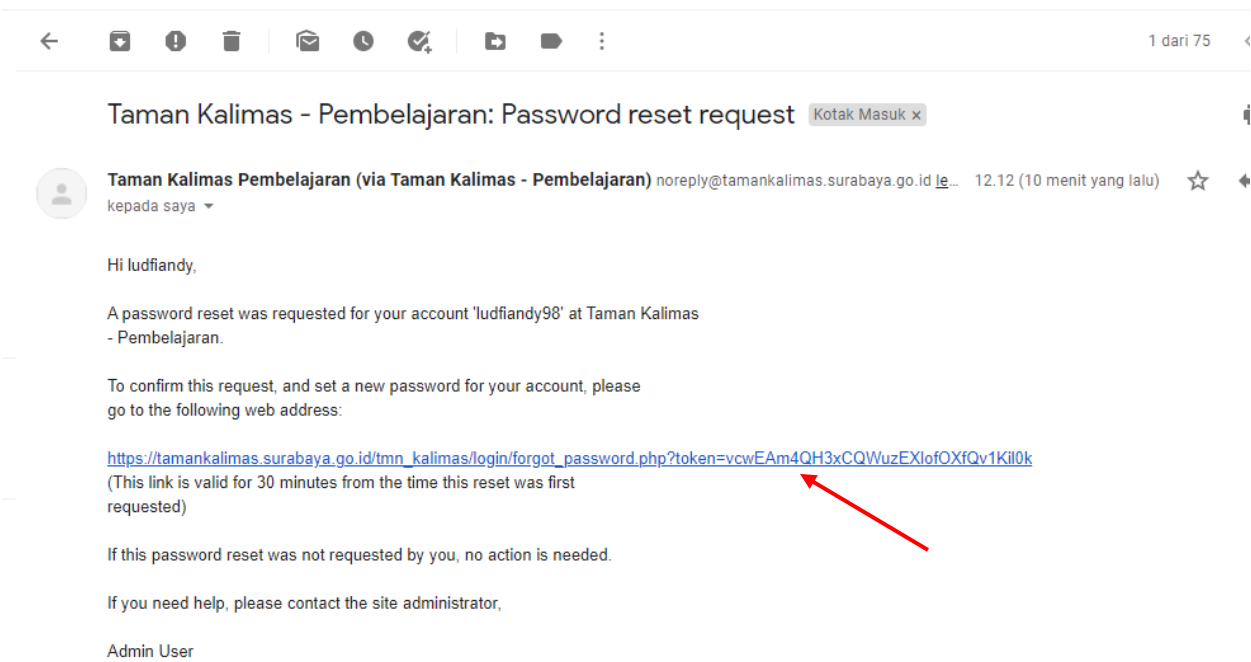 1 dari 75
Taman Kalimas - Pembelajaran: Password reset request Kotak Masuk ×
Taman Kalimas Pembelajaran (via Taman Kalimas - Pembelajaran) noreply@tamankalimas.surabaya.go.id le... 12.12 (10 menit yang lalu)
kepada saya
Hi ludfiandy,
A password reset was requested for your account 'ludfiandy98' at Taman Kalimas
- Pembelajaran.
To confirm this request, and set a new password for your account, please
go to the following web address:
https://tamankalimas.surabaya.go.id/tmn_kalimas/login/forgot_password.php?token=vcwEAm4QH3xCQWuzEXlofOXfQv1Kil0k
(This link is valid for 30 minutes from the time this reset was first
requested)
If this password reset was not requested by you, no action is needed.
If you need help, please contact the site administrator,
Admin User